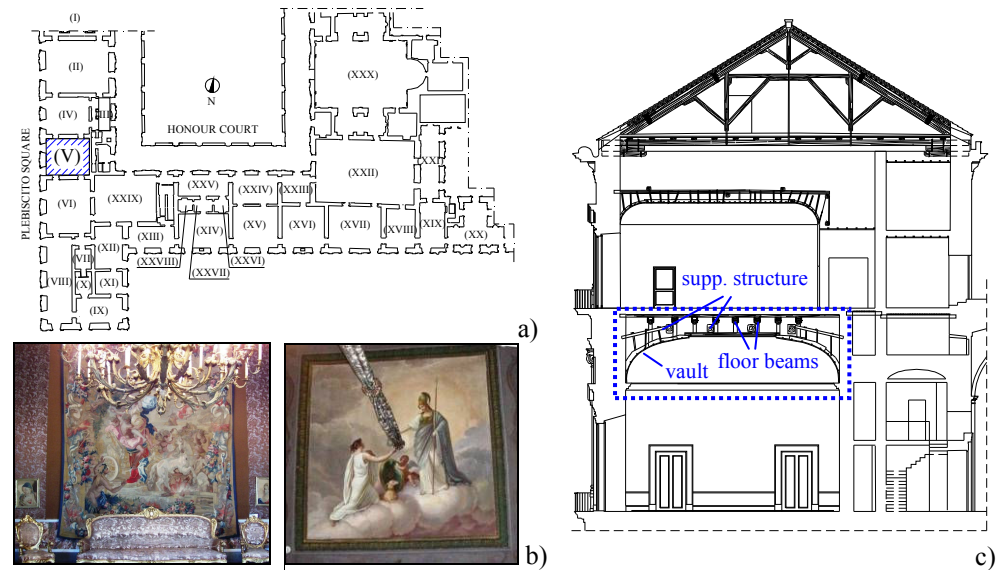 (I)
(II)
(XXX)
(IV)
(III)
N
HONOUR COURT
PLEBISCITO SQUARE
(V)
(XXI)
(XXII)
(VI)
(XXIX)
(XXV)
(XXIV)
(XXIII)
(XIV)
(XV)
(XVI)
(XVII)
(XVIII)
(XIX)
(XX)
(XII)
(XIII)
(VII)
(XXVIII)
(XXVI)
(XXVII)
(VIII)
(X)
(XI)
(IX)
a)
b)
supp. structure
floor beams
vault
c)